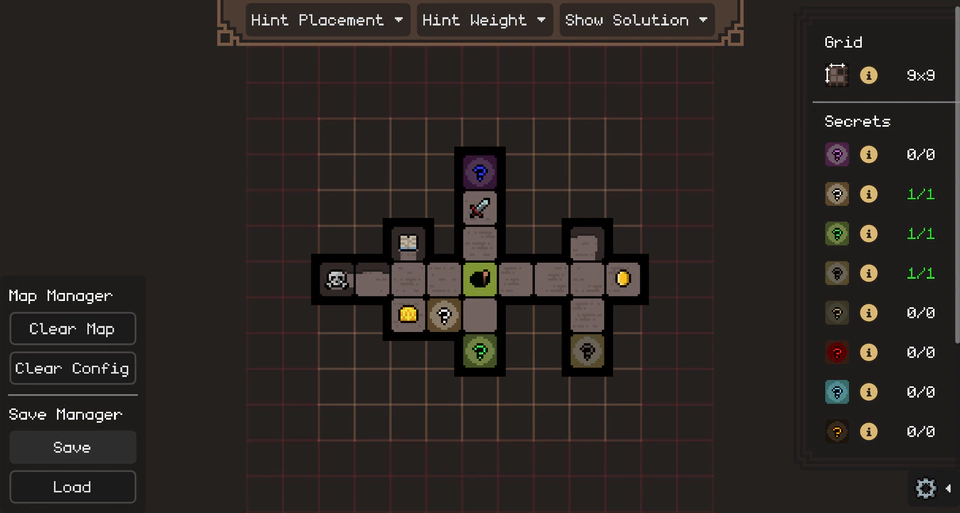 Hint Placement
Hint Weight
Show Solution
Grid
9x9
Secrets
0/0
1/1
1/1
1/1
0/0
0/0
0/0
0/0
Map Manager
Clear Map
Clear Config
Save Manager
Save
Load